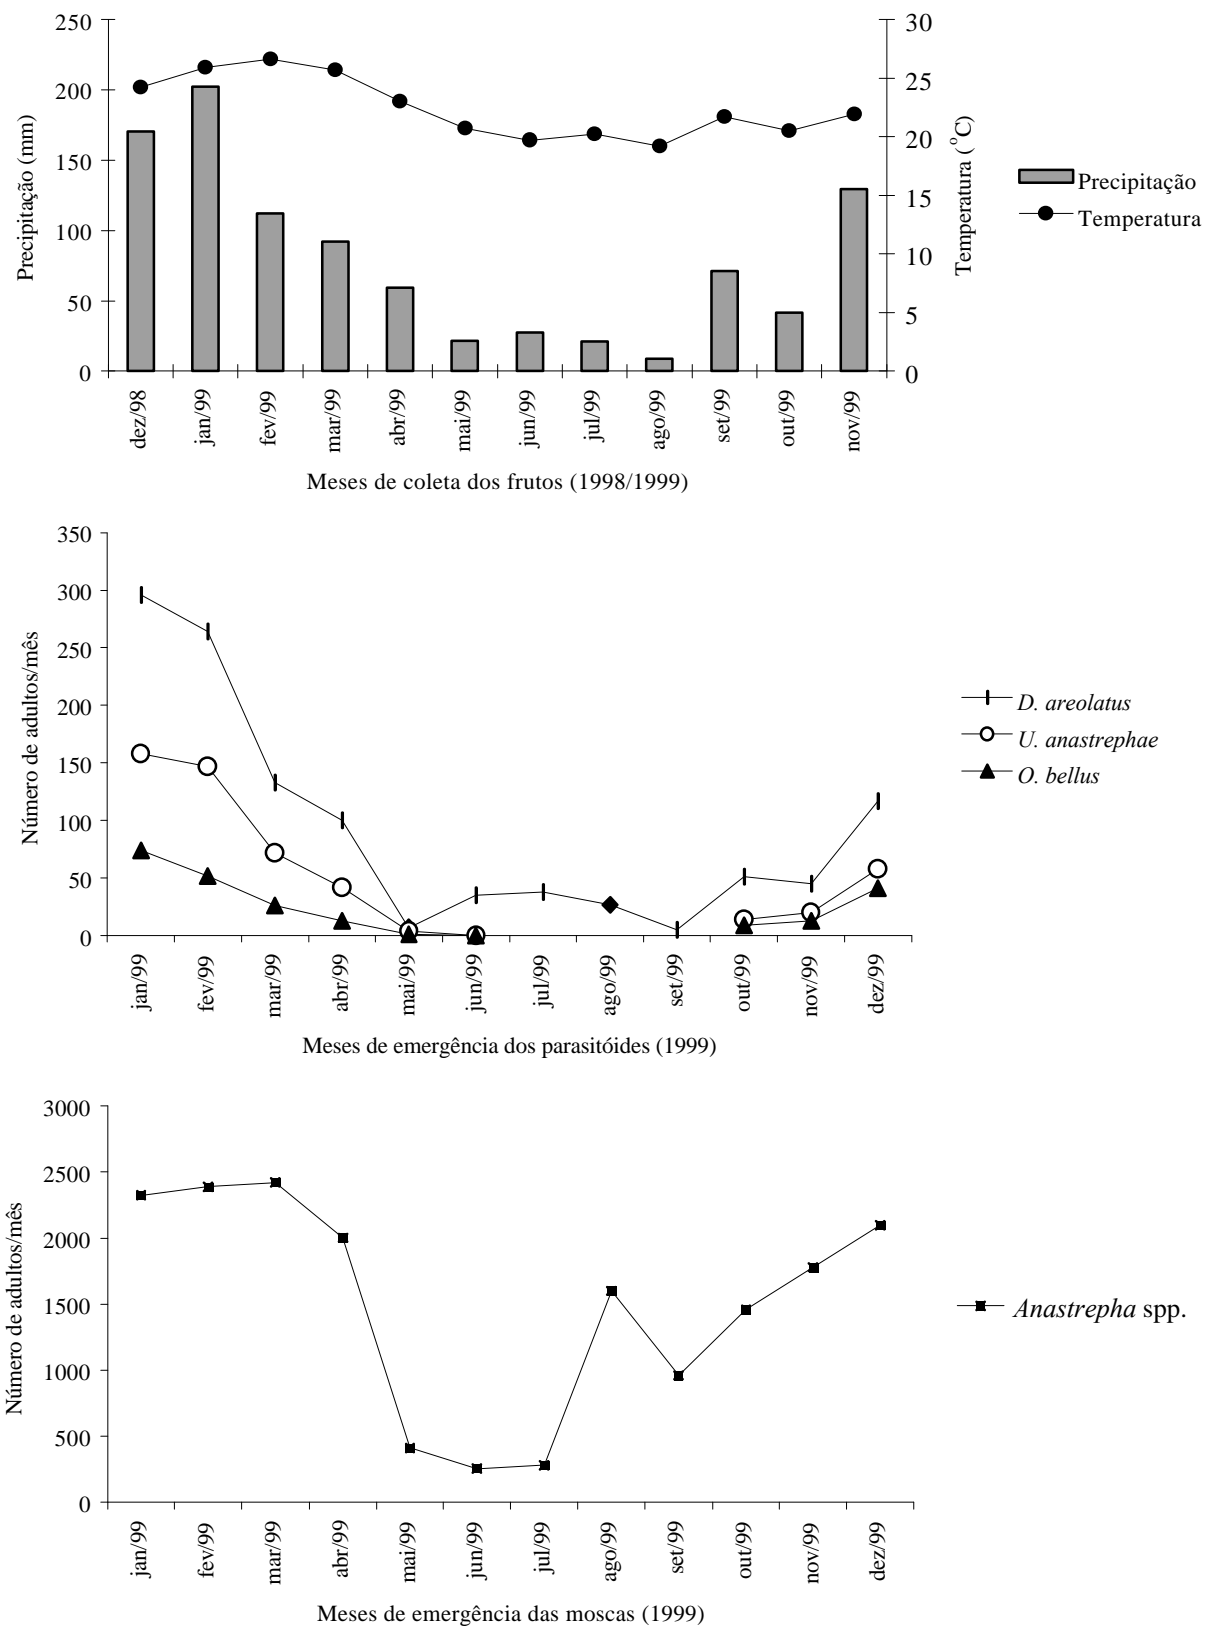 250
200
150
100
50
0
Precipitação (mm)
30
25
20
15
10
5
0
Temperatura (°C)
Precipitação
Temperatura
dez/98
jan/99
fev/99
mar/99
abr/99
mai/99
jun/99
jul/99
ago/99
set/99
out/99
nov/99
Meses de coleta dos frutos (1998/1999)
350
300
250
200
150
100
50
0
Número de adultos/mês
D. areolatus
U. anastrephae
O. bellus
jan/99
fev/99
mar/99
abr/99
mai/99
jun/99
jul/99
ago/99
set/99
out/99
nov/99
dez/99
Meses de emergência dos parasitóides (1999)
3000
2500
2000
1500
1000
500
0
Número de adultos/mês
Anastrepha spp.
jan/99
fev/99
mar/99
abr/99
mai/99
jun/99
jul/99
ago/99
set/99
out/99
nov/99
dez/99
Meses de emergência das moscas (1999)